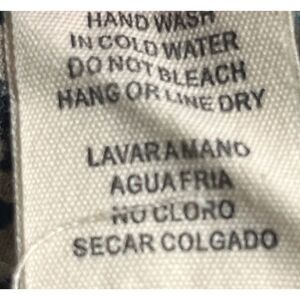 HAND WASH
IN COLD WATER
DO NOT BLEACH
HANG OR LINE DRY
LAVAR A MANO
AGUA FRIA
NO CLORO
SECAR COLGADO